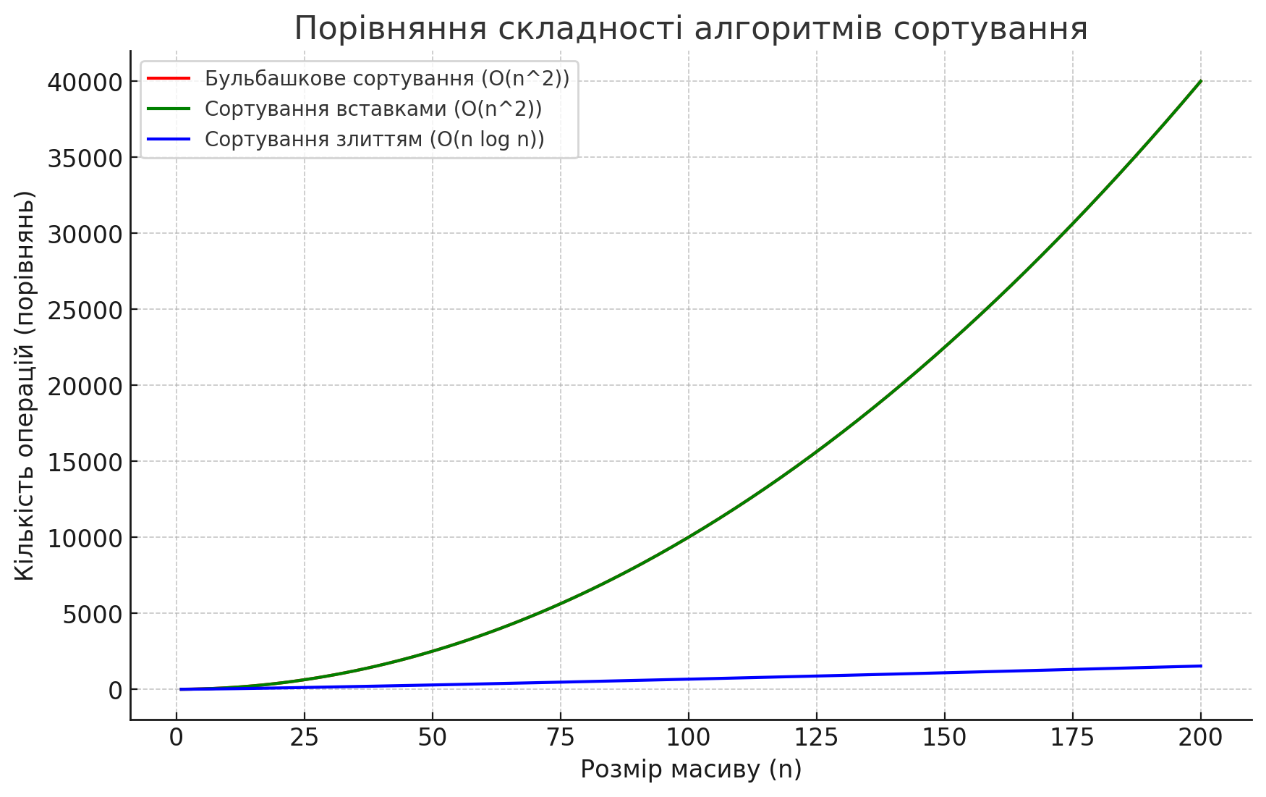 Порівняння складності алгоритмів сортування
Бульбашкове сортування (O(n^2))
Сортування вставками (O(n^2))
Сортування злиттям (O(n log n))
Кількість операцій (порівнянь)
40000
35000
30000
25000
20000
15000
10000
5000
0
0 25 50 75 100 125 150 175 200
Розмір масиву (n)